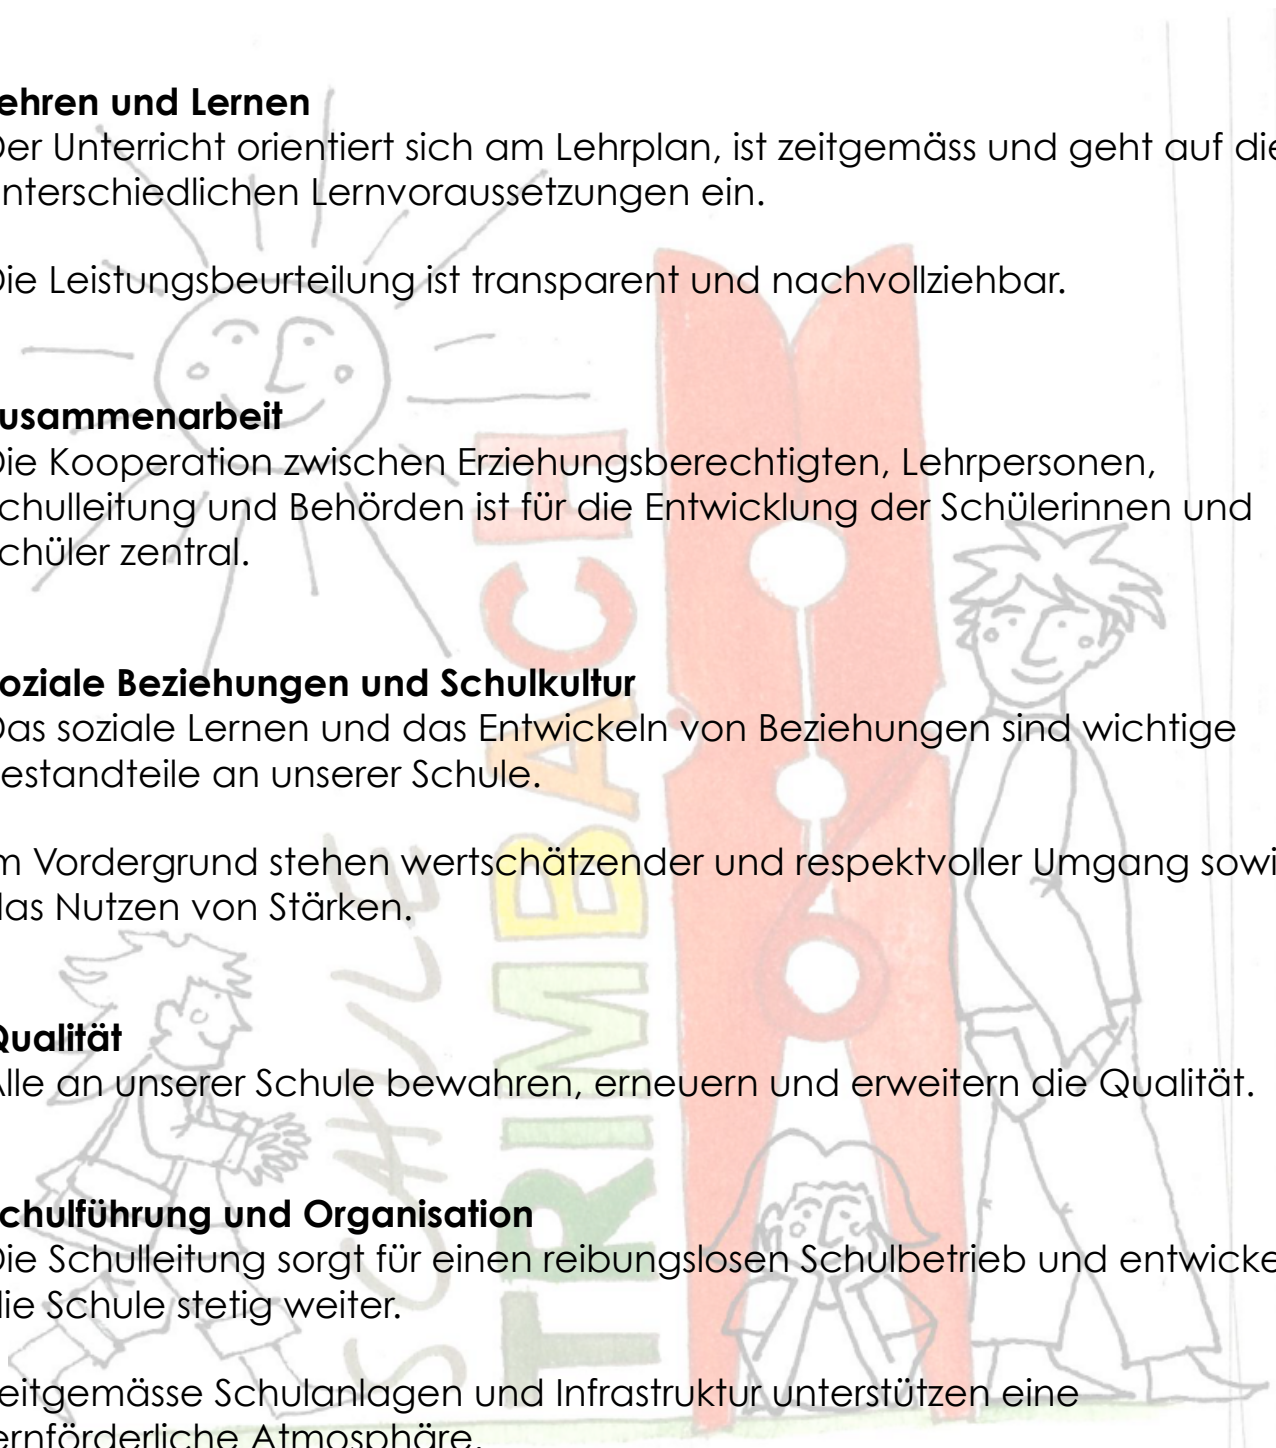 ehren und Lernen
Der Unterricht orientiert sich am Lehrplan, ist zeitgemäss und geht auf die
nterschiedlichen Lernvoraussetzungen ein.
Die Leistungsbeurteilung ist transparent und nachvollziehbar.
usammenarbeit
Die Kooperation zwischen Erziehungsberechtigten, Lehrpersonen,
chulleitung und Behörden ist für die Entwicklung der Schülerinnen und
chüler zentral.
oziale Beziehungen und Schulkultur
Das soziale Lernen und das Entwickeln von Beziehungen sind wichtige
estandteile an unserer Schule.
m Vordergrund stehen wertschätzender und respektvoller Umgang sowi
das Nutzen von Stärken.
Qualität
Alle an unserer Schule bewahren, erneuern und erweitern die Qualität.
chulführung und Organisation
Die Schulleitung sorgt für einen reibungslosen Schulbetrieb und entwicke
die Schule stetig weiter.
eitgemässe Schulanlagen und Infrastruktur unterstützen eine
ernförderliche Atmosphäre.
SCHULE
TRIMBACH